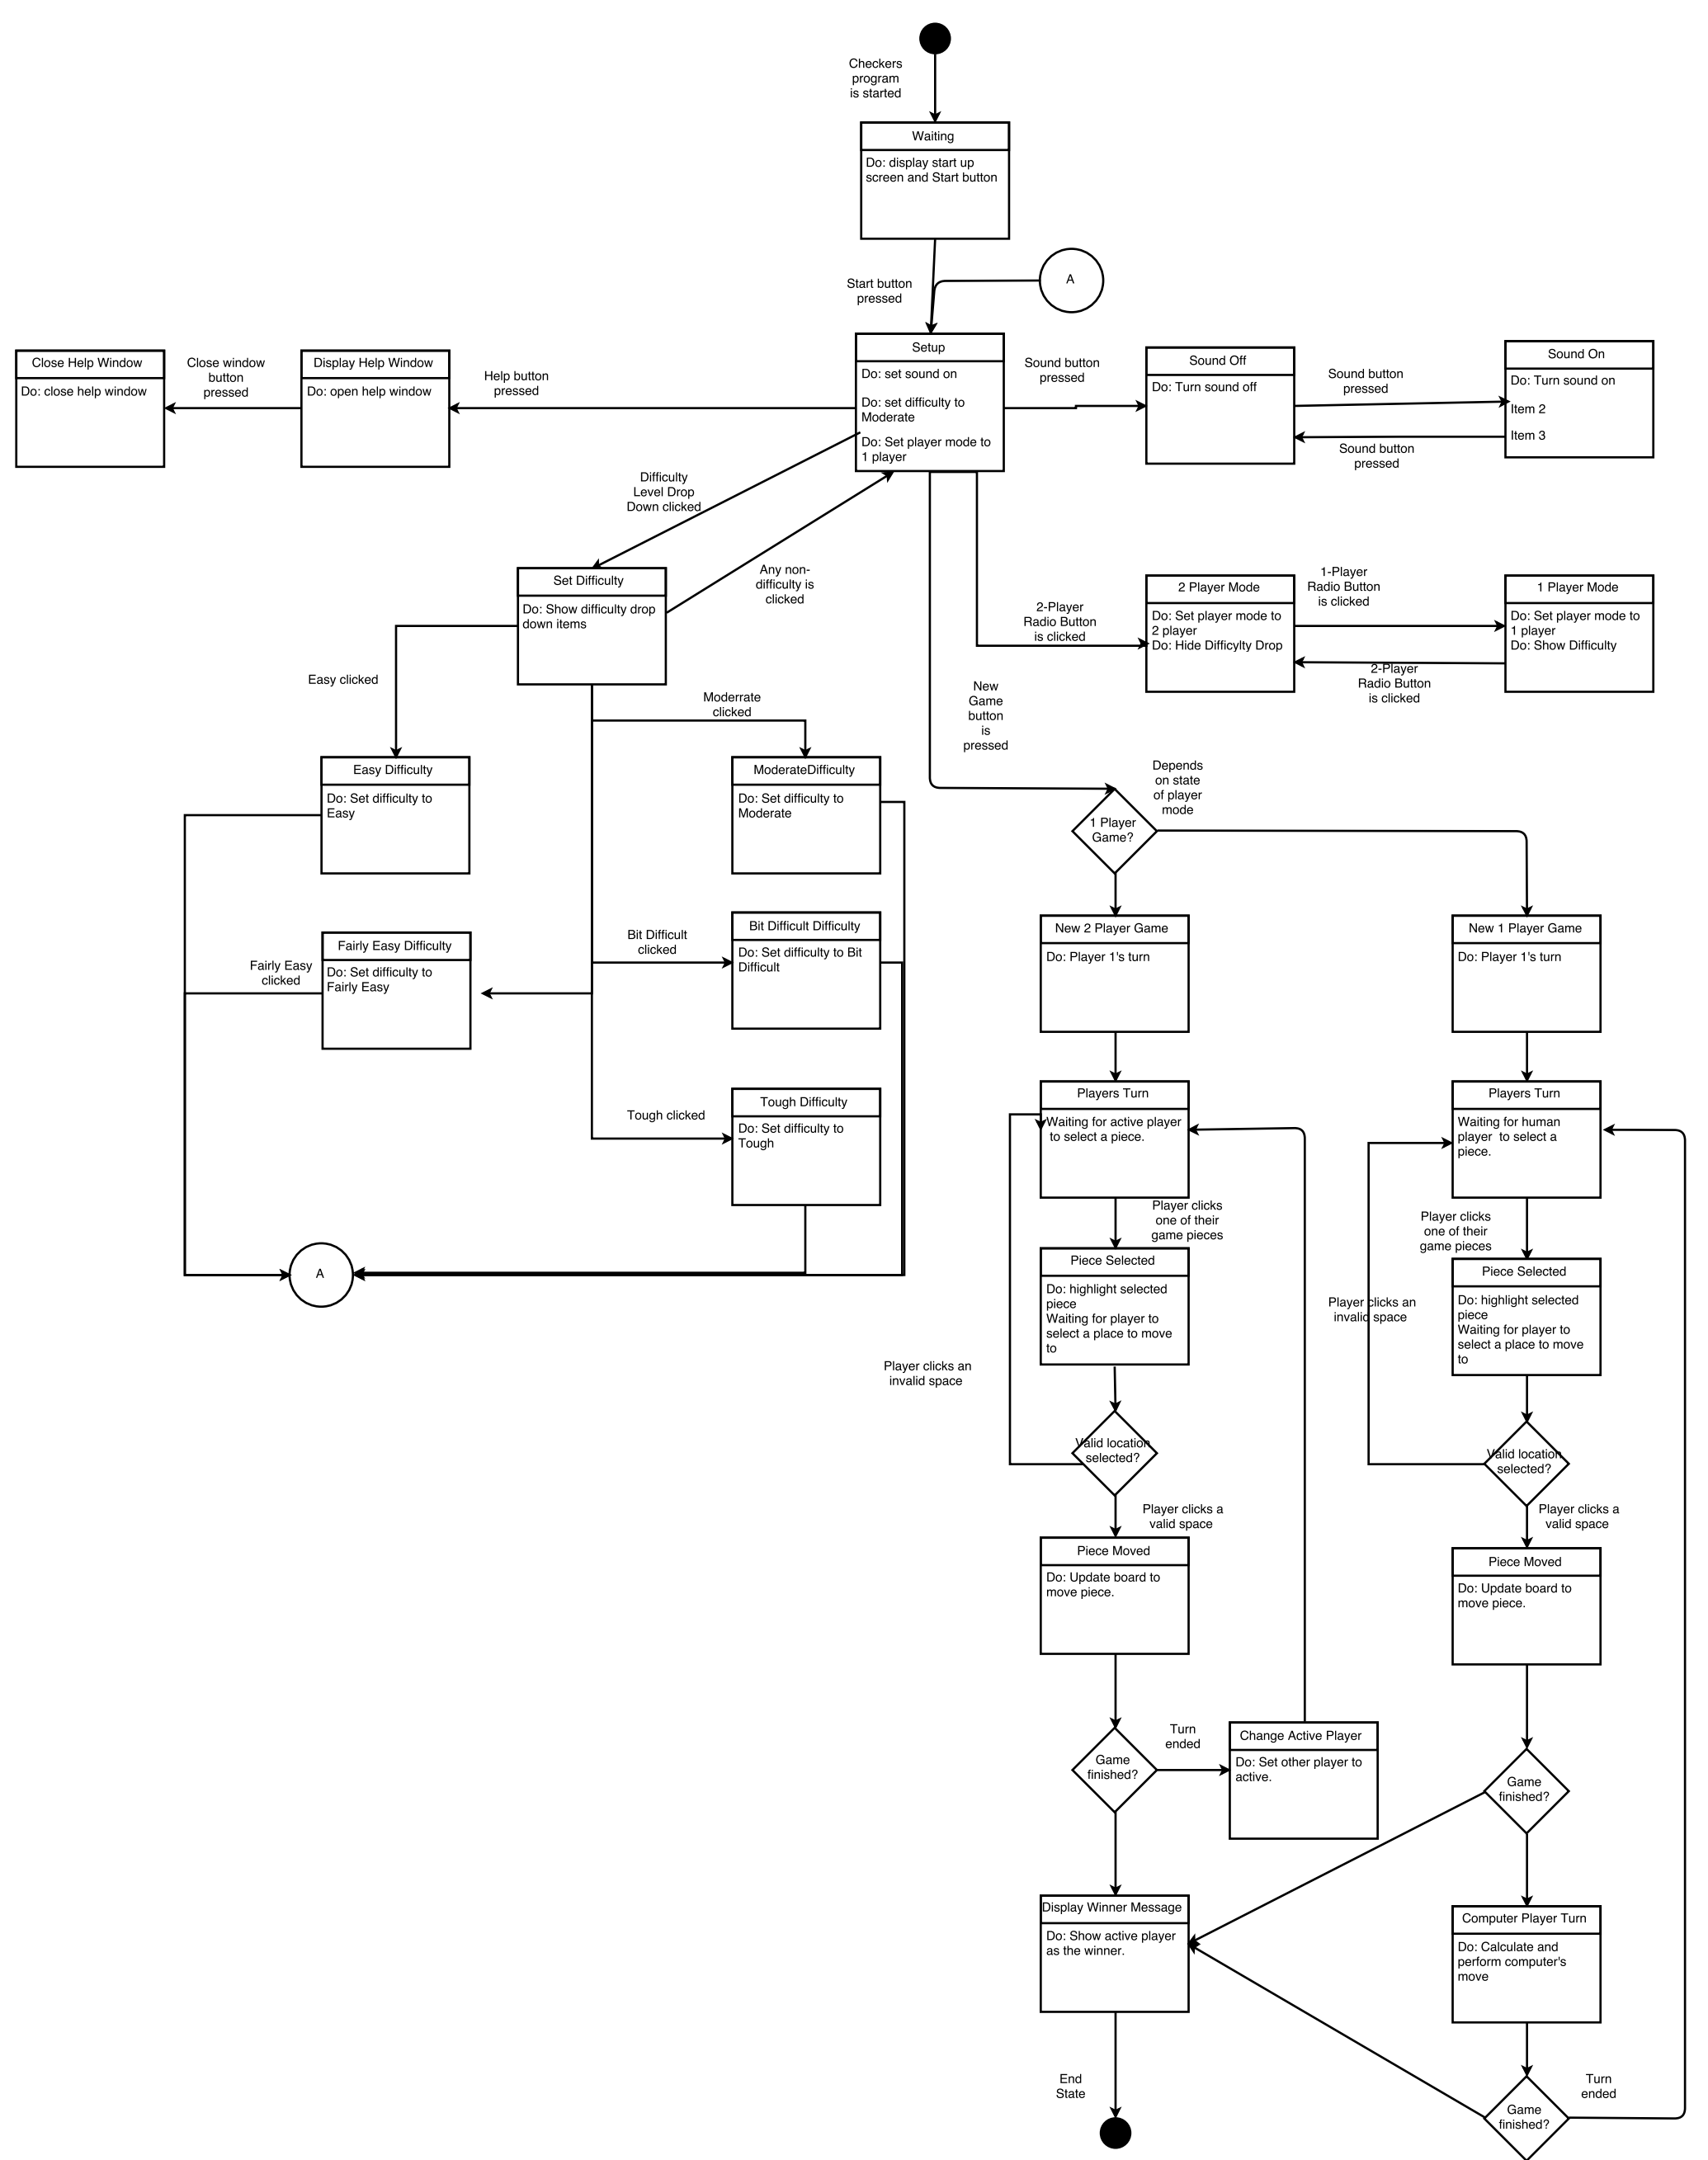 Checkers
program
is started
Waiting
Do: display start up
screen and Start button
Start button
pressed
A
Close Help Window
Do: close help window
Close window
button
pressed
Display Help Window
Do: open help window
Help button
pressed
Setup
Do: set sound on
Do: set difficulty to
Moderate
Do: Set player mode to
1 player
Sound button
pressed
Sound Off
Do: Turn sound off
Sound button
pressed
Sound button
pressed
Sound On
Do: Turn sound on
Item 2
Item 3
Difficulty
Level Drop
Down clicked
Any non-
difficulty is
clicked
Set Difficulty
Do: Show difficulty drop
down items
2-Player
Radio Button
is clicked
2 Player Mode
Do: Set player mode to
2 player
Do: Hide Difficylty Drop
1-Player
Radio Button
is clicked
2-Player
Radio Button
is clicked
1 Player Mode
Do: Set player mode to
1 player
Do: Show Difficulty
Easy clicked
Moderrate
clicked
New
Game
button
is
pressed
Easy Difficulty
Do: Set difficulty to
Easy
ModerateDifficulty
Do: Set difficulty to
Moderate
Depends
on state
of player
mode
1 Player
Game?
Fairly Easy
clicked
Fairly Easy Difficulty
Do: Set difficulty to
Fairly Easy
Bit Difficult
clicked
Bit Difficult Difficulty
Do: Set difficulty to Bit
Difficult
New 2 Player Game
Do: Player 1's turn
New 1 Player Game
Do: Player 1's turn
Tough clicked
Tough Difficulty
Do: Set difficulty to
Tough
A
Players Turn
Waiting for active player
to select a piece.
Players Turn
Waiting for human
player to select a
piece.
Player clicks
one of their
game pieces
Player clicks
one of their
game pieces
Piece Selected
Do: highlight selected
piece
Waiting for player to
select a place to move
to
Player clicks an
invalid space
Piece Selected
Do: highlight selected
piece
Waiting for player to
select a place to move
to
Player clicks an
invalid space
Valid location
selected?
Valid location
selected?
Player clicks a
valid space
Player clicks a
valid space
Piece Moved
Do: Update board to
move piece.
Piece Moved
Do: Update board to
move piece.
Game
finished?
Turn
ended
Change Active Player
Do: Set other player to
active.
Game
finished?
Display Winner Message
Do: Show active player
as the winner.
Computer Player Turn
Do: Calculate and
perform computer's
move
End
State
Game
finished?
Turn
ended